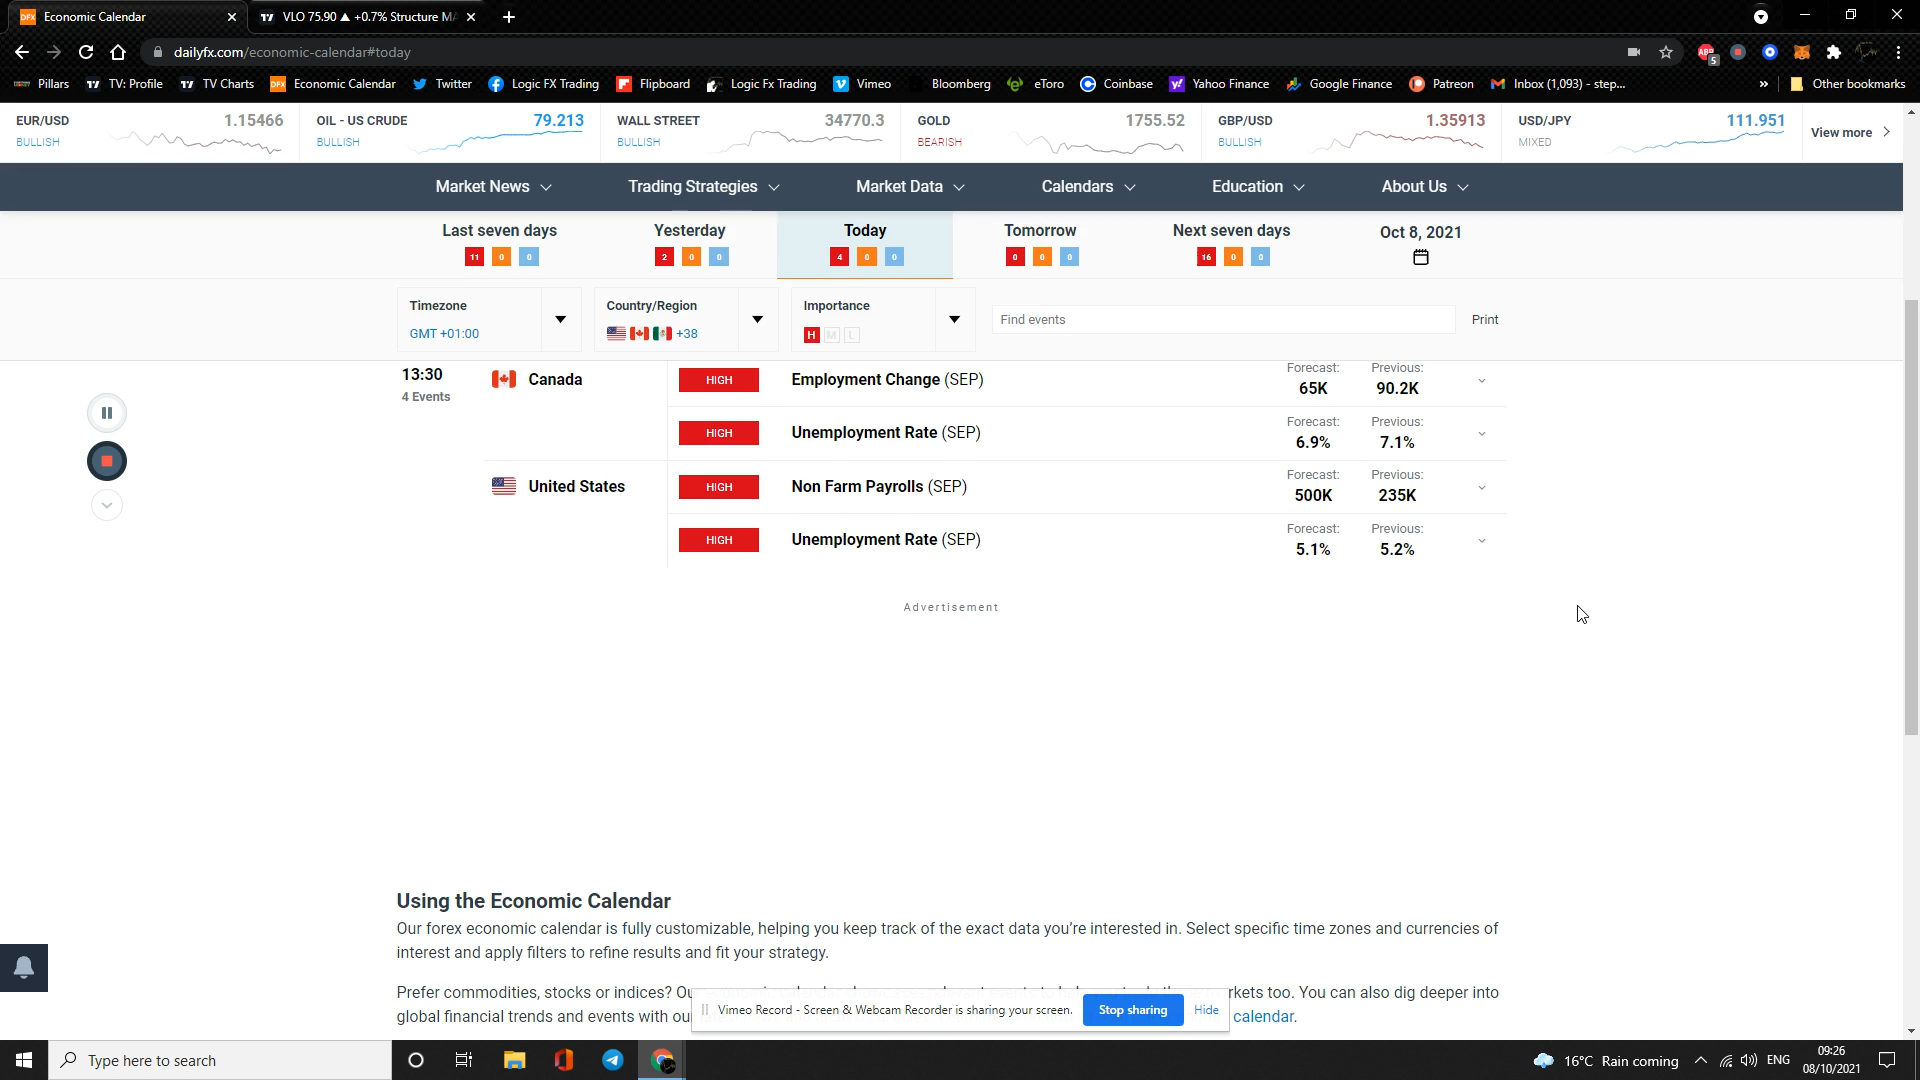 Economic Calendar
VLO 75.90 ▲ +0.7% Structure MA
dailyfx.com/economic-calendar#today
5
Pillars
TV: Profile
TV Charts
Economic Calendar
Twitter
Logic FX Trading
Flipboard
Logic Fx Trading
Vimeo
Bloomberg
eToro
Coinbase
Yahoo Finance
Google Finance
Patreon
Inbox (1,093) - step...
»
Other bookmarks
EUR/USD 1.15466
BULLISH
OIL - US CRUDE 79.213
BULLISH
WALL STREET 34770.3
BULLISH
GOLD 1755.52
BEARISH
GBP/USD 1.35913
BULLISH
USD/JPY 111.951
MIXED
View more
Market News
Trading Strategies
Market Data
Calendars
Education
About Us
Last seven days
11 0 0
Yesterday
2 0 0
Today
4 0 0
Tomorrow
0 0 0
Next seven days
16 0 0
Oct 8, 2021
Timezone
GMT +01:00
Country/Region
+38
Importance
H M L
Find events
Print
13:30
4 Events
Canada
HIGH
Employment Change (SEP)
Forecast:
65K
Previous:
90.2K
HIGH
Unemployment Rate (SEP)
Forecast:
6.9%
Previous:
7.1%
United States
HIGH
Non Farm Payrolls (SEP)
Forecast:
500K
Previous:
235K
HIGH
Unemployment Rate (SEP)
Forecast:
5.1%
Previous:
5.2%
Advertisement
Using the Economic Calendar
Our forex economic calendar is fully customizable, helping you keep track of the exact data you're interested in. Select specific time zones and currencies of
interest and apply filters to refine results and fit your strategy.
Prefer commodities, stocks or indices? rkets too. You can also dig deeper into
global financial trends and events with calendar.
Vimeo Record - Screen & Webcam Recorder is sharing your screen.
Stop sharing
Hide
Type here to search
16°C Rain coming
ENG
09:26
08/10/2021